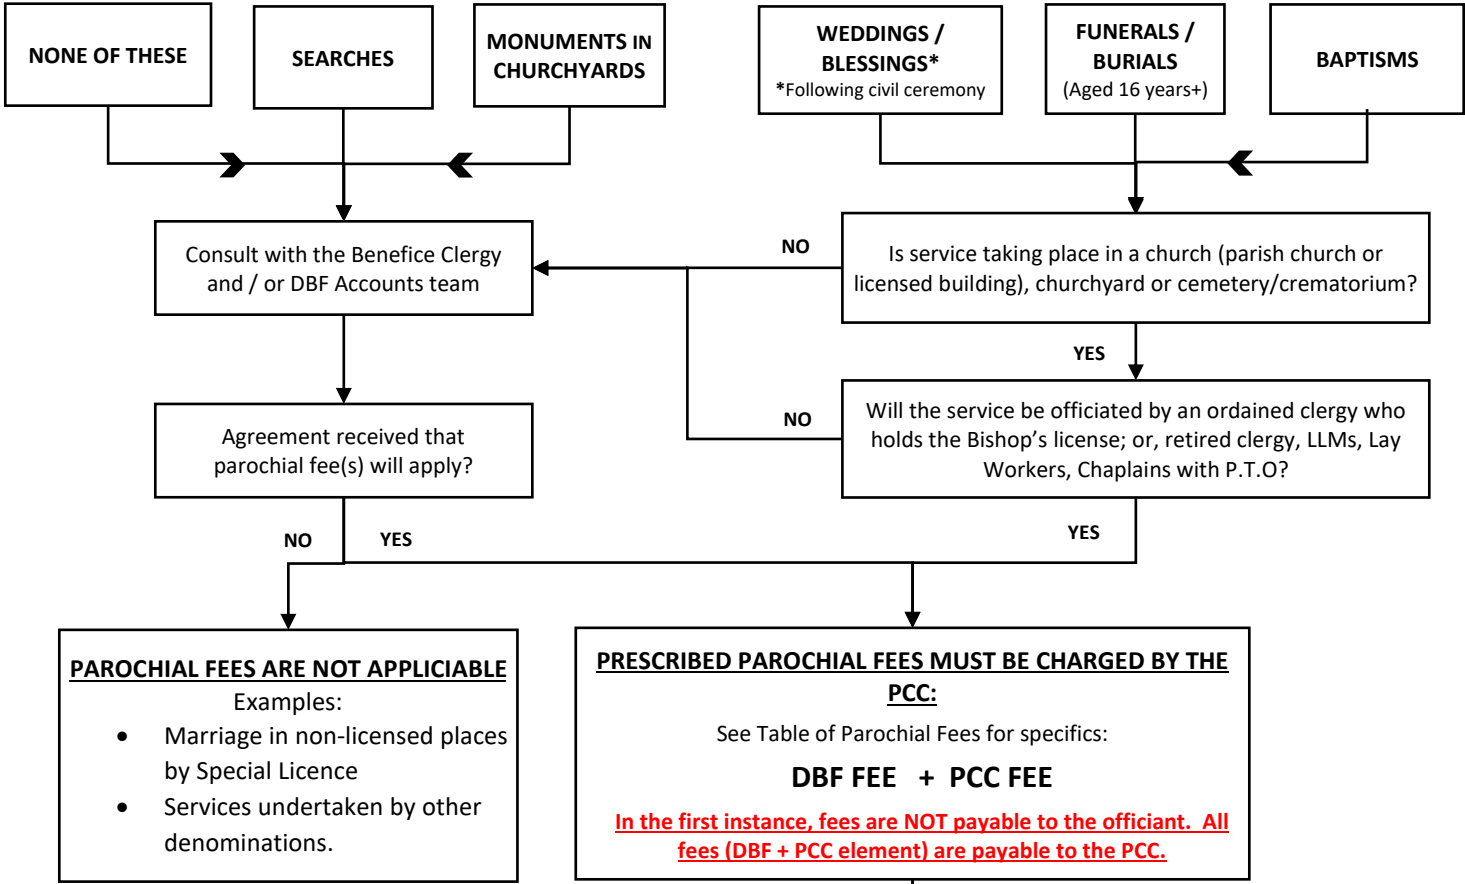 NONE OF THESE
SEARCHES
MONUMENTS IN
CHURCHYARDS
WEDDINGS /
BLESSINGS*
*Following civil ceremony
FUNERALS /
BURIALS
(Aged 16 years+)
BAPTISMS
Consult with the Benefice Clergy
and / or DBF Accounts team
NO
Is service taking place in a church (parish church or
licensed building), churchyard or cemetery/crematorium?
YES
Agreement received that
parochial fee(s) will apply?
NO
Will the service be officiated by an ordained clergy who
holds the Bishop’s license; or, retired clergy, LLMs, Lay
Workers, Chaplains with P.T.O?
NO
YES
YES
PAROCHIAL FEES ARE NOT APPLICIABLE
Examples:
• Marriage in non-licensed places
by Special Licence
• Services undertaken by other
denominations.
PRESCRIBED PAROCHIAL FEES MUST BE CHARGED BY THE
PCC:
See Table of Parochial Fees for specifics:
DBF FEE + PCC FEE
In the first instance, fees are NOT payable to the officiant. All
fees (DBF + PCC element) are payable to the PCC.